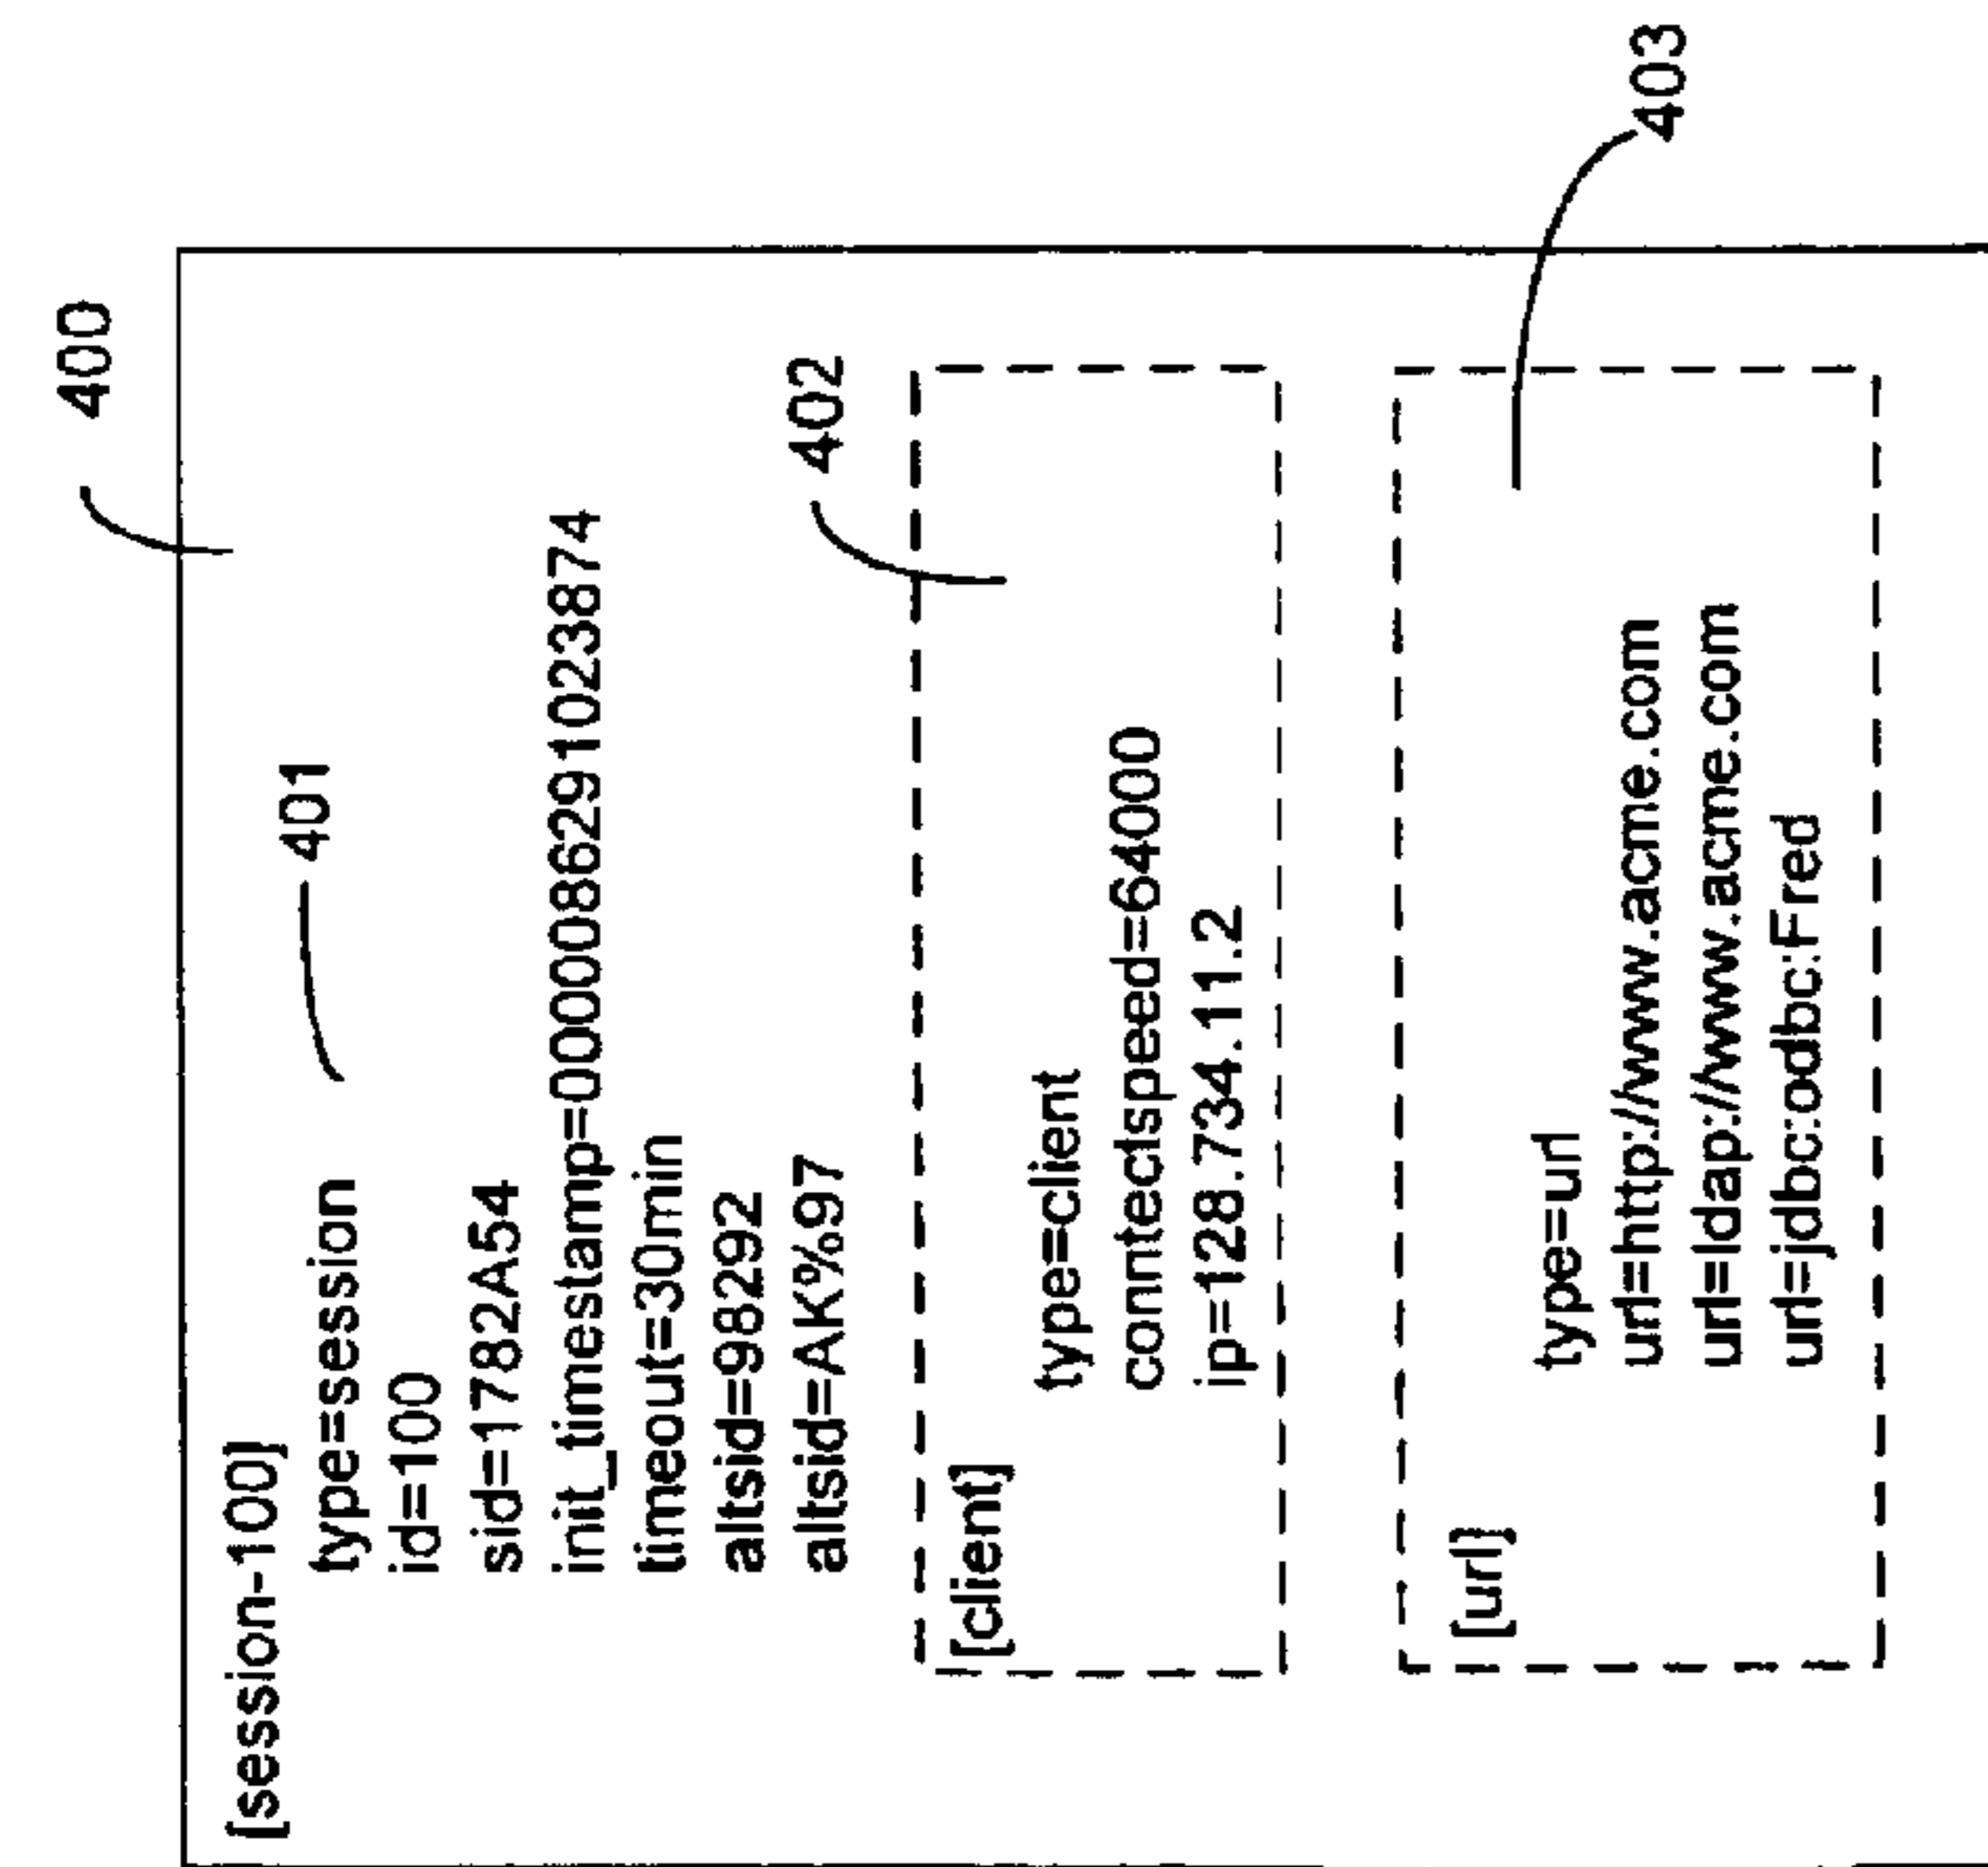 400
[session-100]
401
type=session
id=100
sid=1782A54
init_timestamp=000086291023874
timeout=30min
altsid=98292
altsid=AK%97
402
[client]
type=client
conntectspeed=64000
ip=128.734.11.2
403
[url]
type=url
url=http://www.acme.com
url=ldap://www.acme.com
url=jdbc:odbc:Fred